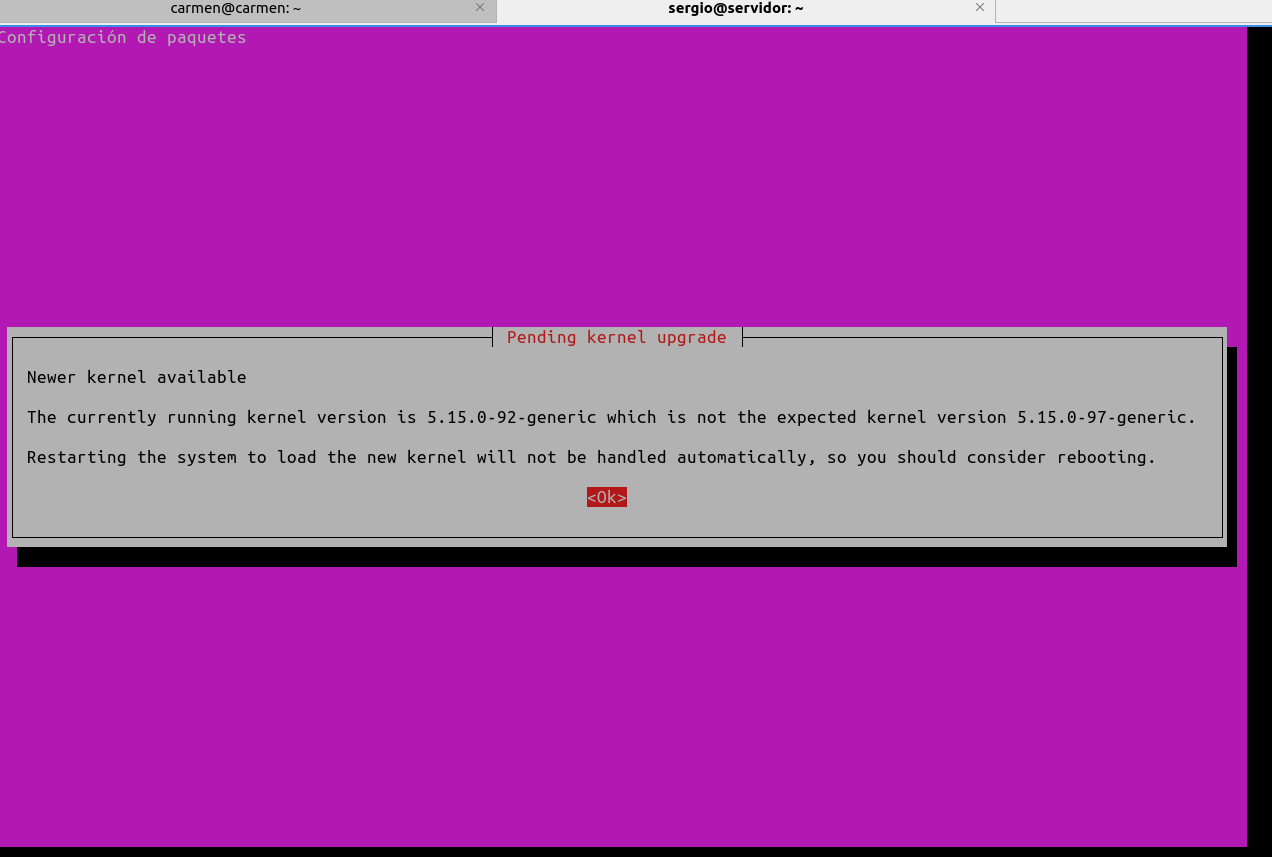 carmen@carmen: ~ ×
sergio@servidor: ~ ×
Configuración de paquetes
Pending kernel upgrade
Newer kernel available
The currently running kernel version is 5.15.0-92-generic which is not the expected kernel version 5.15.0-97-generic.
Restarting the system to load the new kernel will not be handled automatically, so you should consider rebooting.
<Ok>